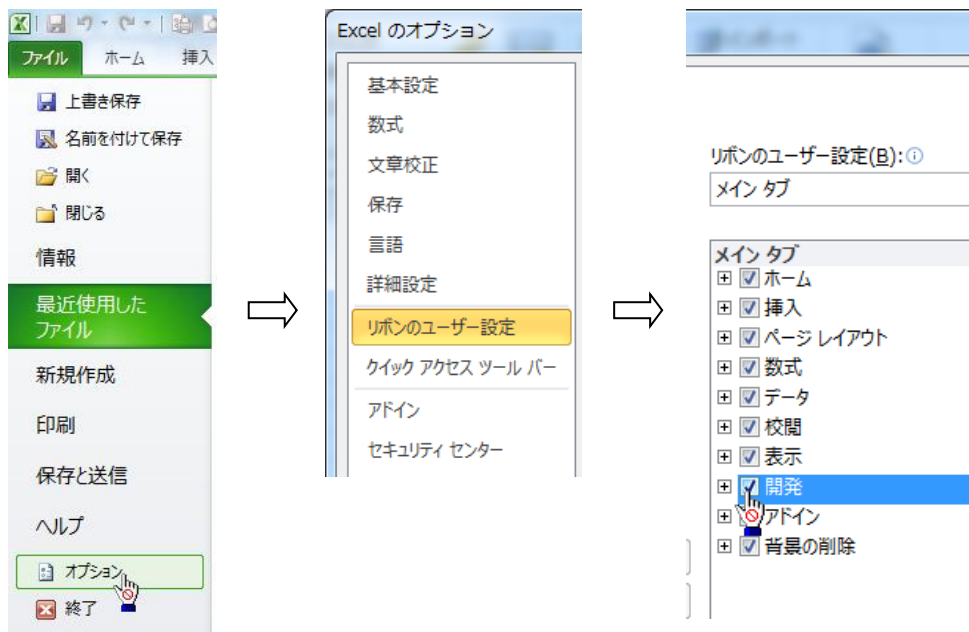 ファイル
ホーム
挿入
上書き保存
名前を付けて保存
開く
閉じる
情報
最近使用した
ファイル
新規作成
印刷
保存と送信
ヘルプ
オプション
終了
Excel のオプション
基本設定
数式
文章校正
保存
言語
詳細設定
リボンのユーザー設定
クイック アクセス ツール バー
アドイン
セキュリティ センター
リボンのユーザー設定(B):
メイン タブ
メイン タブ
ホーム
挿入
ページ レイアウト
数式
データ
校閲
表示
開発
アドイン
背景の削除